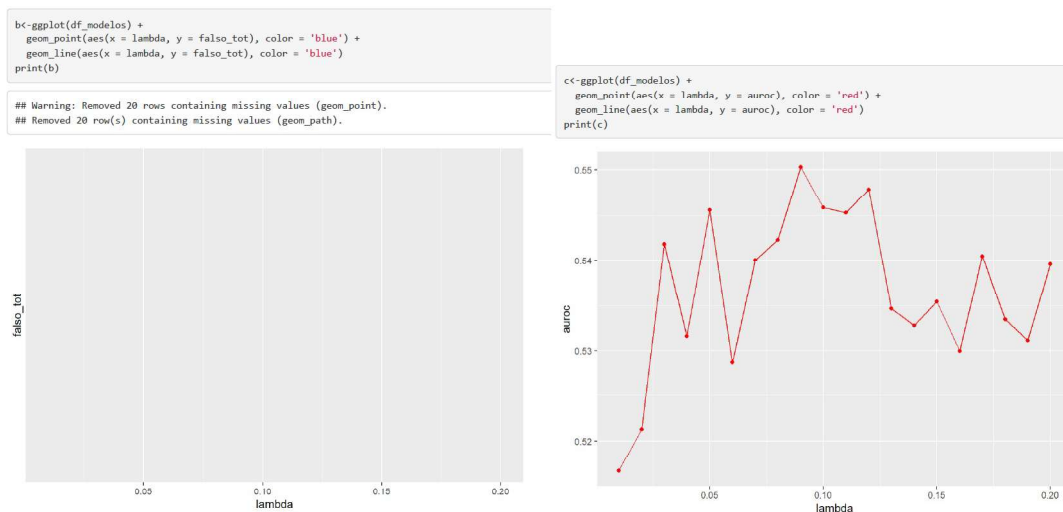 b<-ggplot(df_modelos) +
  geom_point(aes(x = lambda, y = falso_tot), color = 'blue') +
  geom_line(aes(x = lambda, y = falso_tot), color = 'blue')
print(b)
## Warning: Removed 20 rows containing missing values (geom_point).
## Removed 20 row(s) containing missing values (geom_path).
falso_tot
0.05 0.10 0.15 0.20
lambda
c<-ggplot(df_modelos) +
  geom_point(aes(x = lambda, y = auroc), color = 'red') +
  geom_line(aes(x = lambda, y = auroc), color = 'red')
print(c)
0.55
0.54
0.53
0.52
auroc
0.05 0.10 0.15 0.20
lambda